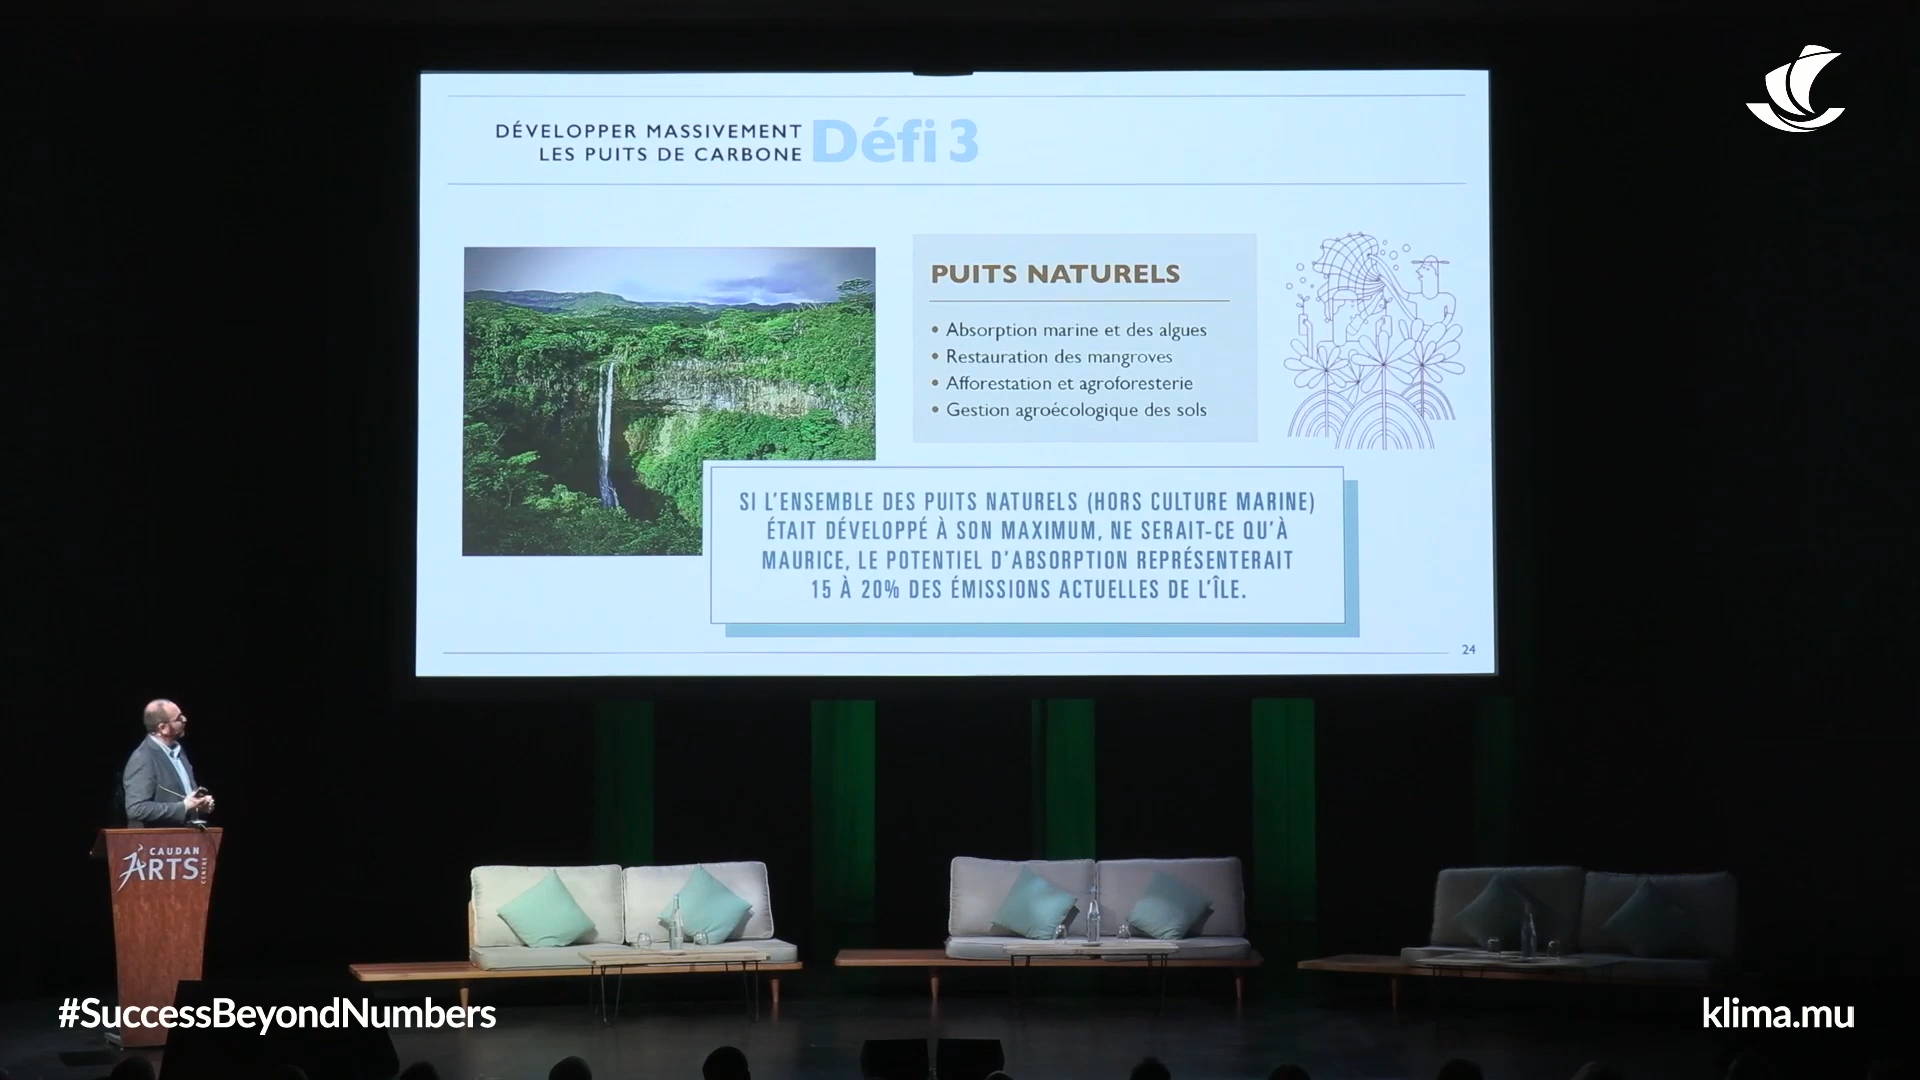 DÉVELOPPER MASSIVEMENT
LES PUITS DE CARBONE
Défi 3
PUITS NATURELS
• Absorption marine et des algues
• Restauration des mangroves
• Afforestation et agroforesterie
• Gestion agroécologique des sols
SI L'ENSEMBLE DES PUITS NATURELS (HORS CULTURE MARINE)
ÉTAIT DÉVELOPPÉ À SON MAXIMUM, NE SERAIT-CE QU'À
MAURICE, LE POTENTIEL D'ABSORPTION REPRÉSENTERAIT
15 À 20% DES ÉMISSIONS ACTUELLES DE L'ÎLE.
24
CAUDAN
ARTS
CENTRE
#SuccessBeyondNumbers
klima.mu